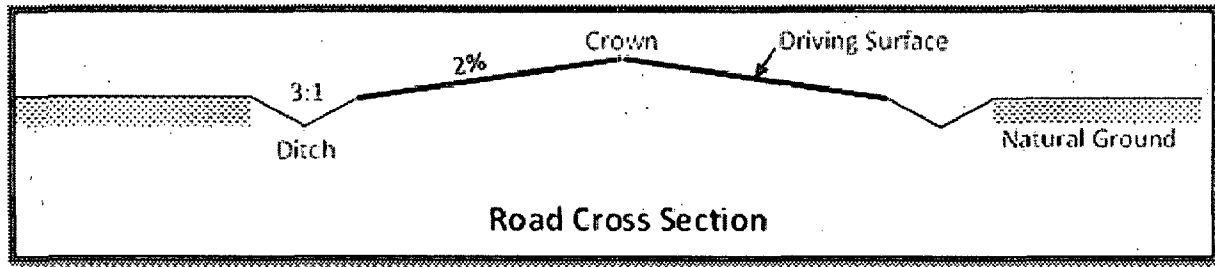 Crown
Driving Surface
2%
3:1
Ditch
Natural Ground
Road Cross Section